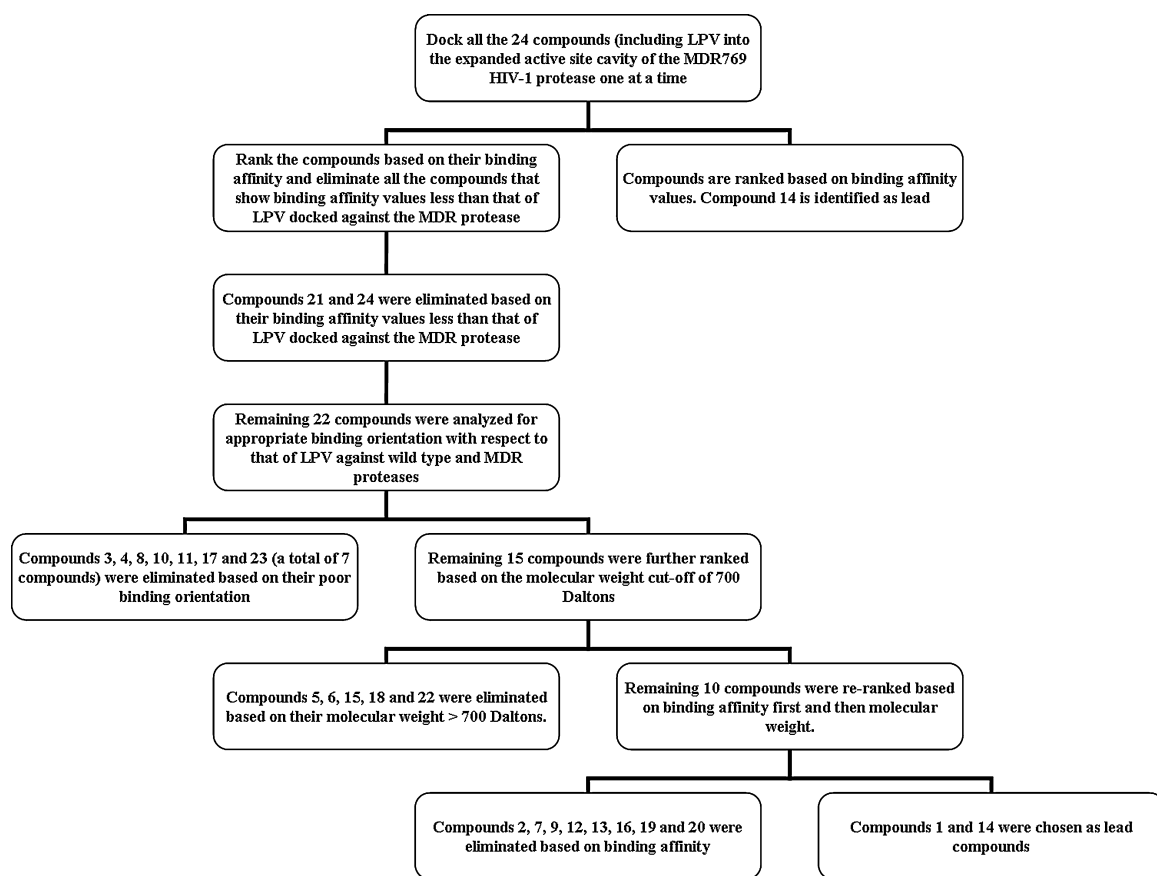 Dock all the 24 compounds (including LPV into
the expanded active site cavity of the MDR769
HIV-1 protease one at a time
Rank the compounds based on their binding
affinity and eliminate all the compounds that
show binding affinity values less than that of
LPV docked against the MDR protease
Compounds are ranked based on binding affinity
values. Compound 14 is identified as lead
Compounds 21 and 24 were eliminated based on
their binding affinity values less than that of
LPV docked against the MDR protease
Remaining 22 compounds were analyzed for
appropriate binding orientation with respect to
that of LPV against wild type and MDR
proteases
Compounds 3, 4, 8, 10, 11, 17 and 23 (a total of 7
compounds) were eliminated based on their poor
binding orientation
Remaining 15 compounds were further ranked
based on the molecular weight cut-off of 700
Daltons
Compounds 5, 6, 15, 18 and 22 were eliminated
based on their molecular weight > 700 Daltons.
Remaining 10 compounds were re-ranked based
on binding affinity first and then molecular
weight.
Compounds 2, 7, 9, 12, 13, 16, 19 and 20 were
eliminated based on binding affinity
Compounds 1 and 14 were chosen as lead
compounds